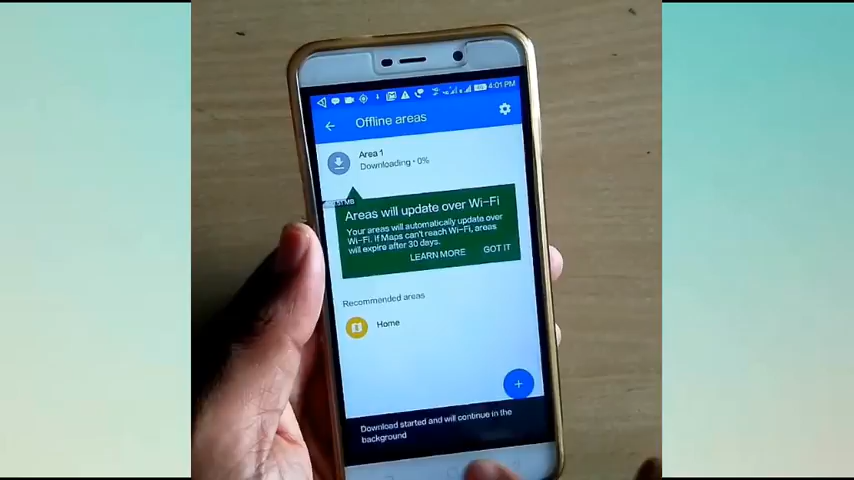 4:01 PM
Offline areas
Area 1
Downloading • 0%
Areas will update over Wi-Fi
Your areas will automatically update over
Wi-Fi. If Maps can't reach Wi-Fi, areas
will expire after 30 days.
LEARN MORE GOT IT
Recommended areas
Home
Download started and will continue in the
background